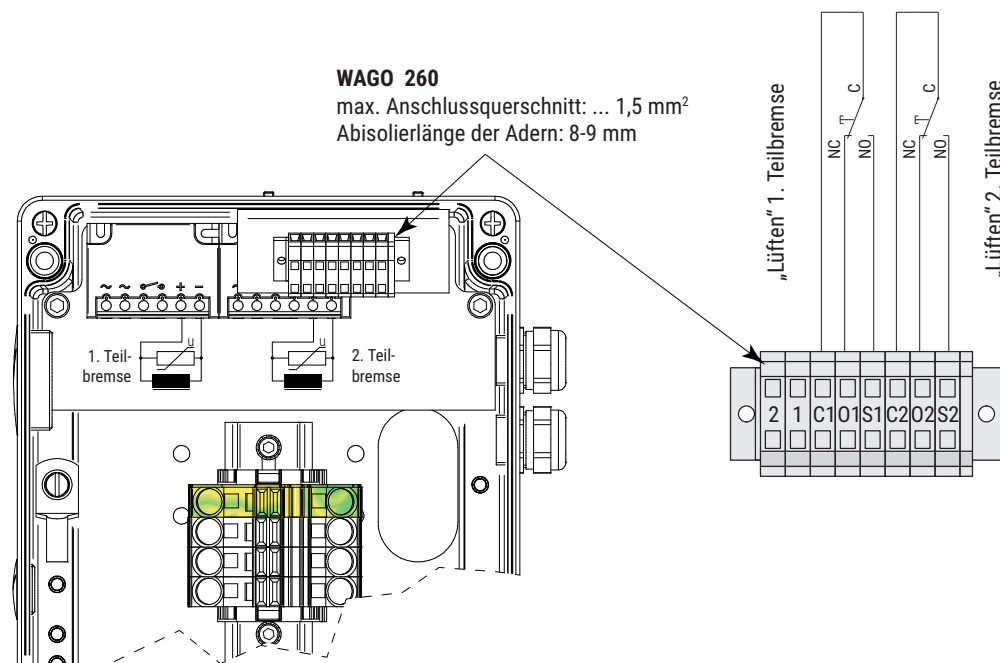 WAGO 260
max. Anschlussquerschnitt: ... 1,5 mm²
Abisolierlänge der Adern: 8-9 mm
„Lüften“ 1. Teilbremse
C
NC
NO
C
NC
NO
„Lüften“ 2. Teilbremse
+ −
u
1. Teil-
bremse
u
2. Teil-
bremse
2 1 C1 O1 S1 C2 O2 S2